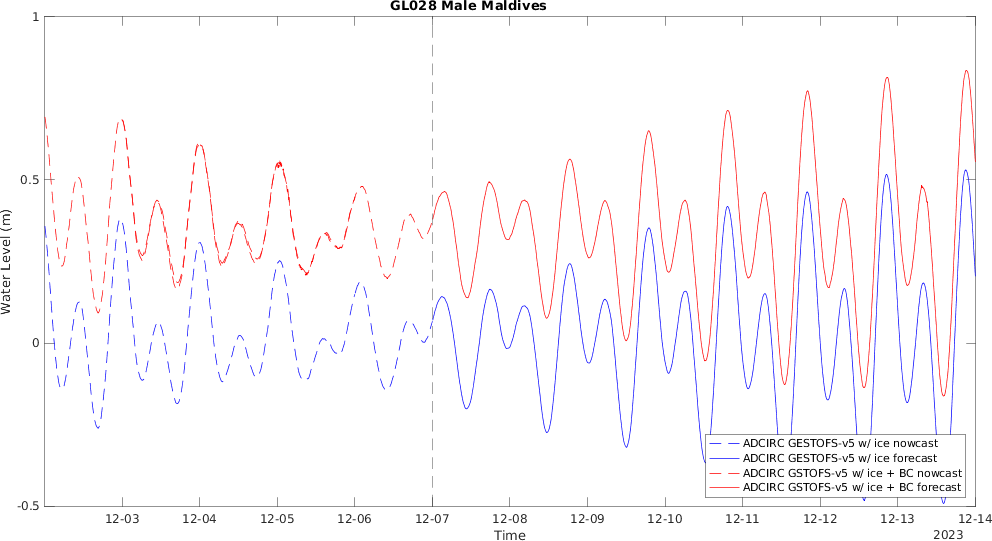 GL028 Male Maldives
1
0.5
0
-0.5
Water Level (m)
12-03 12-04 12-05 12-06 12-07 12-08 12-09 12-10 12-11 12-12 12-13 12-14
Time
2023
ADCIRC GESTOFS-v5 w/ ice nowcast
ADCIRC GESTOFS-v5 w/ ice forecast
ADCIRC GSTOFS-v5 w/ ice + BC nowcast
ADCIRC GSTOFS-v5 w/ ice + BC forecast